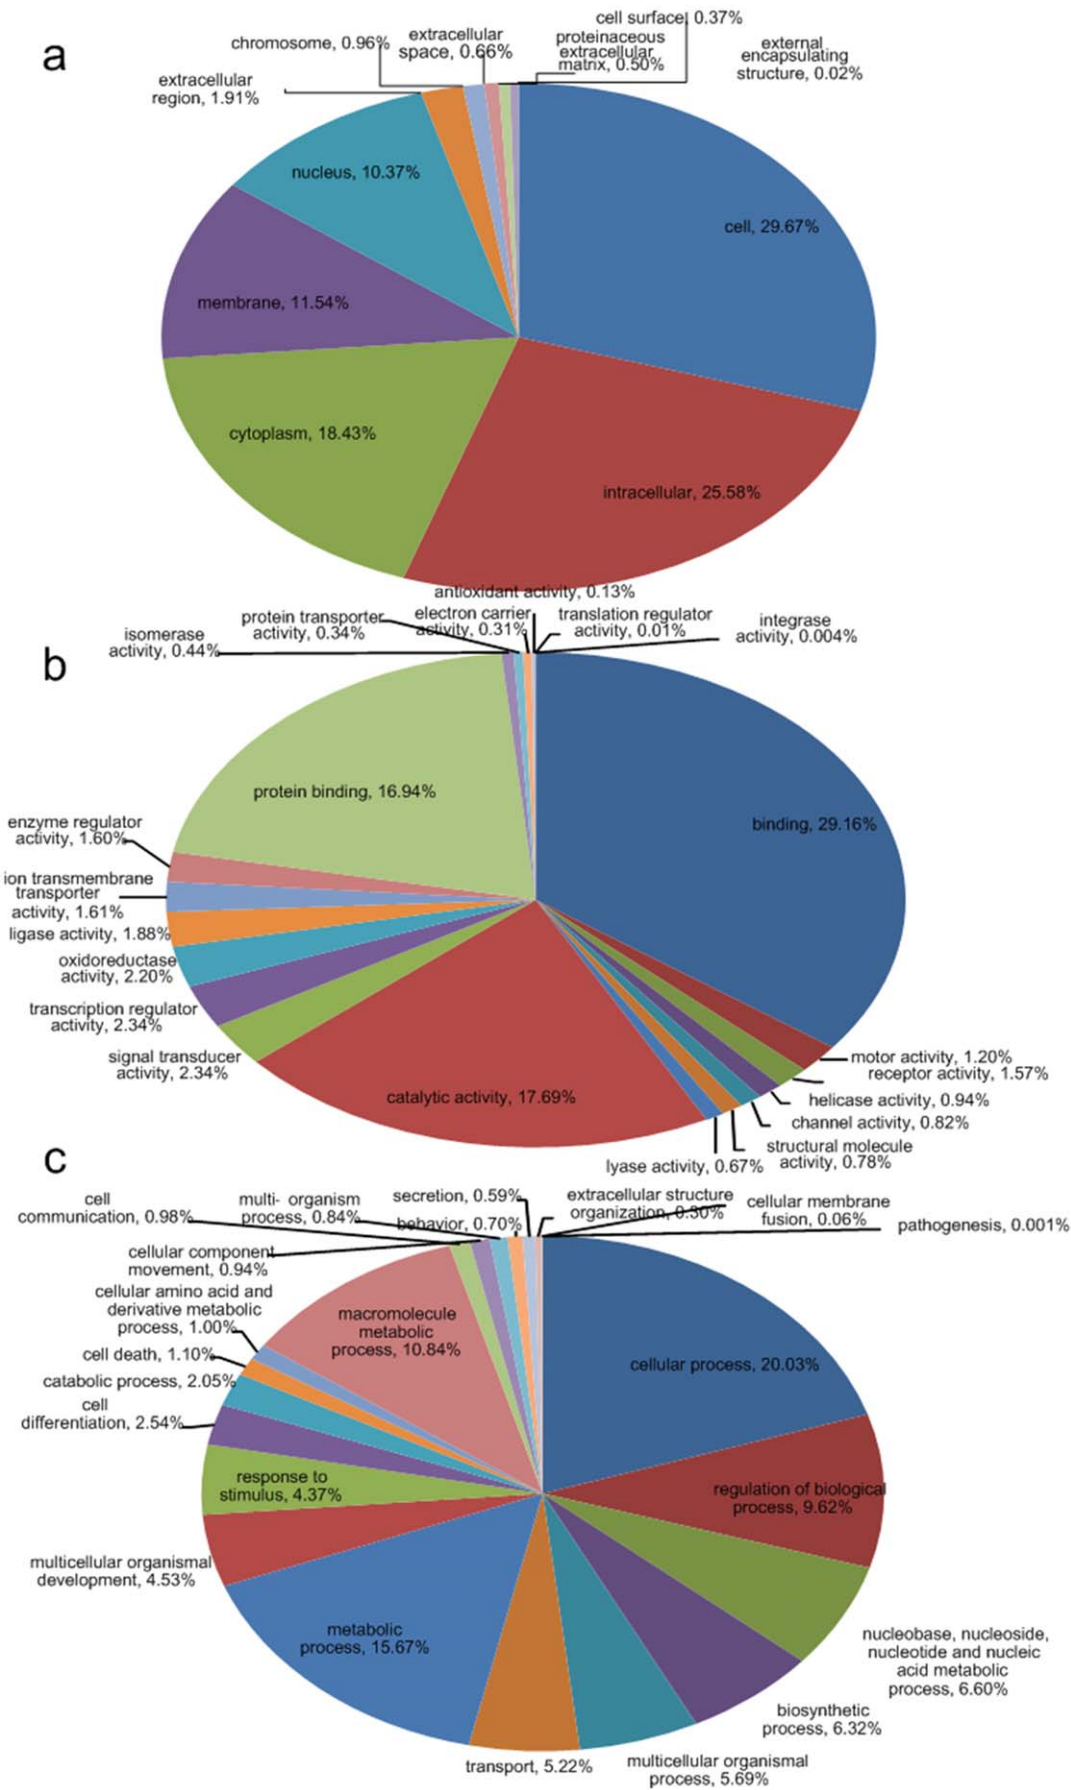 a
cell surface, 0.37%
chromosome, 0.96%
extracellular
space, 0.66%
proteinaceous
extracellular
matrix, 0.50%
external
encapsulating
structure, 0.02%
extracellular
region, 1.91%
nucleus, 10.37%
cell, 29.67%
membrane, 11.54%
cytoplasm, 18.43%
intracellular, 25.58%
b
antioxidant activity, 0.13%
isomerase
activity, 0.44%
protein transporter
activity, 0.34%
electron carrier
activity, 0.31%
translation regulator
activity, 0.01%
integrase
activity, 0.004%
protein binding, 16.94%
binding, 29.16%
enzyme regulator
activity, 1.60%
ion transmembrane
transporter
activity, 1.61%
ligase activity, 1.88%
oxidoreductase
activity, 2.20%
transcription regulator
activity, 2.34%
signal transducer
activity, 2.34%
catalytic activity, 17.69%
motor activity, 1.20%
receptor activity, 1.57%
helicase activity, 0.94%
channel activity, 0.82%
structural molecule
activity, 0.78%
lyase activity, 0.67%
c
cell
communication, 0.98%
multi- organism
process, 0.84%
secretion, 0.59%
behavior, 0.70%
extracellular structure
organization, 0.30%
cellular membrane
fusion, 0.06%
pathogenesis, 0.001%
cellular component
movement, 0.94%
cellular amino acid and
derivative metabolic
process, 1.00%
cell death, 1.10%
catabolic process, 2.05%
cell
differentiation, 2.54%
macromolecule
metabolic
process, 10.84%
cellular process, 20.03%
response to
stimulus, 4.37%
regulation of biological
process, 9.62%
multicellular organismal
development, 4.53%
metabolic
process, 15.67%
nucleobase, nucleoside,
nucleotide and nucleic
acid metabolic
process, 6.60%
biosynthetic
process, 6.32%
transport, 5.22%
multicellular organismal
process, 5.69%